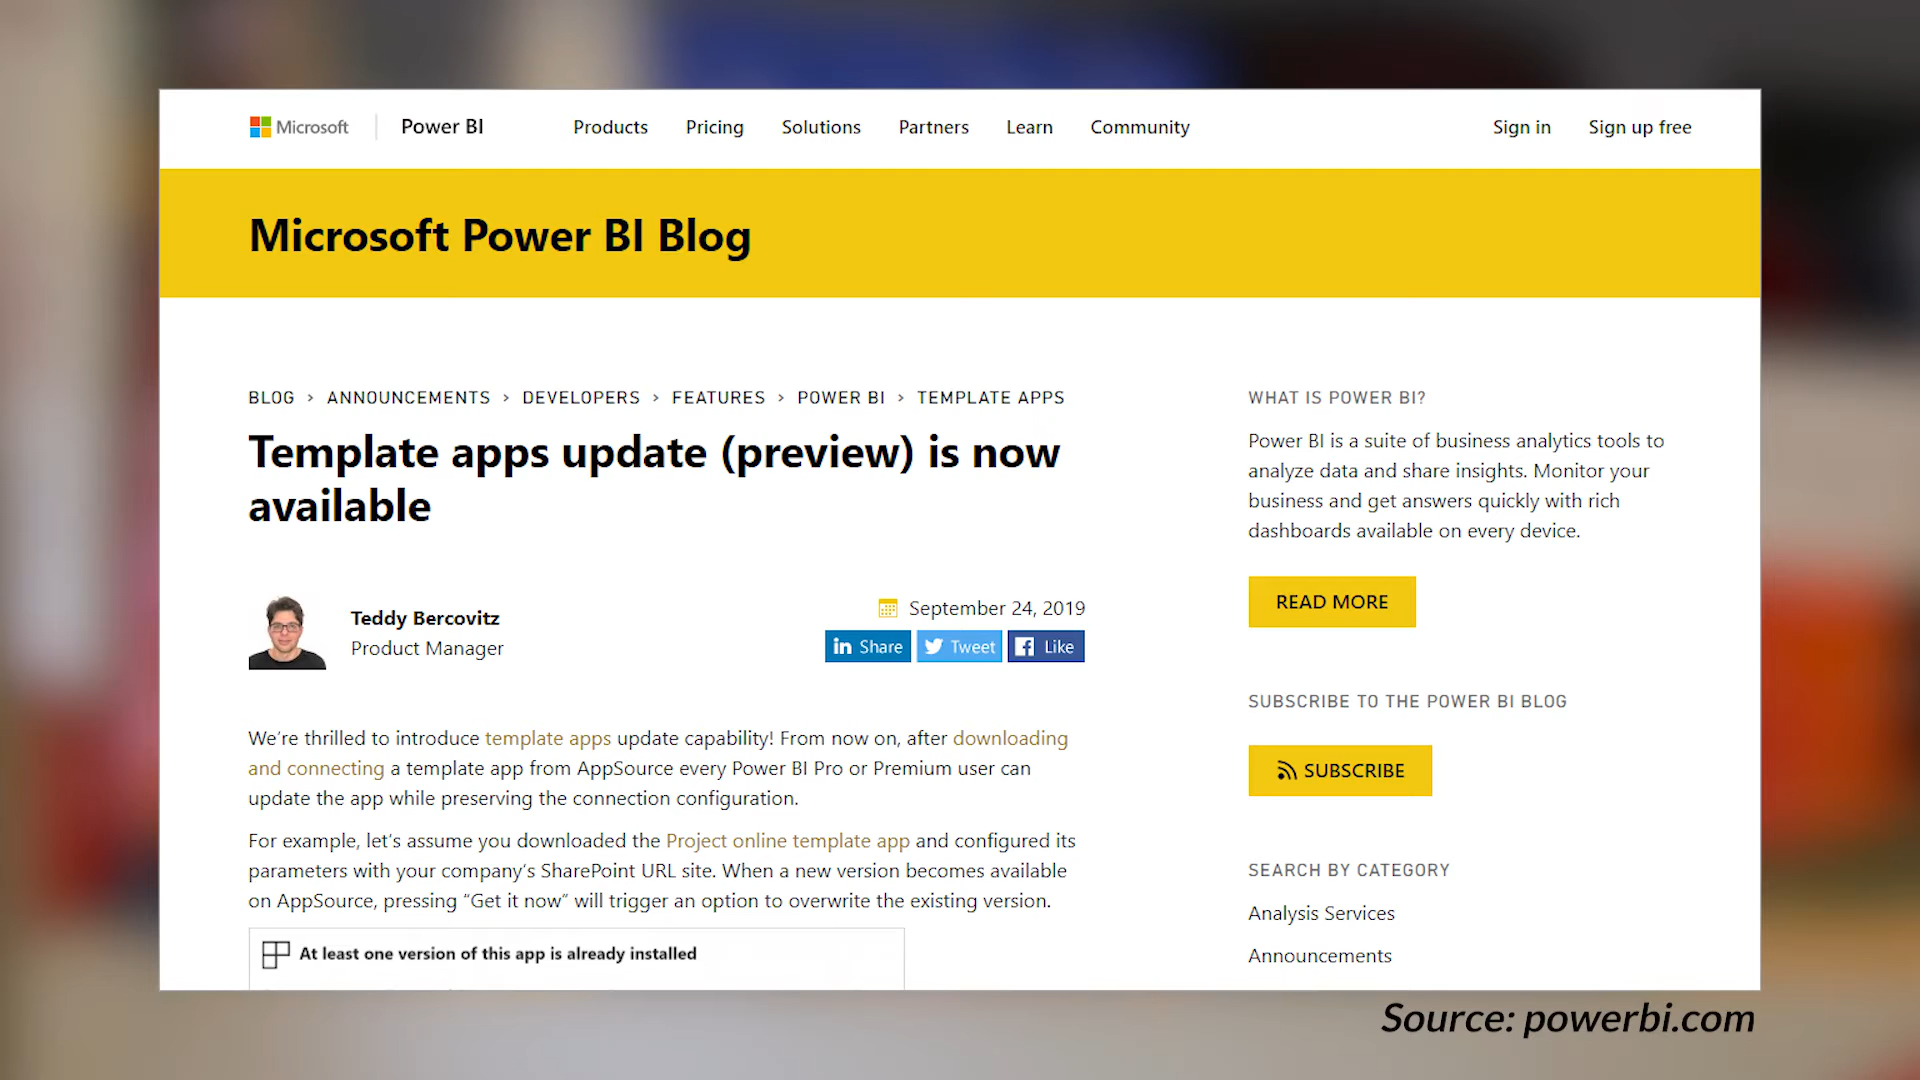 Microsoft
Power BI
Products
Pricing
Solutions
Partners
Learn
Community
Sign in
Sign up free
Microsoft Power BI Blog
BLOG > ANNOUNCEMENTS > DEVELOPERS > FEATURES > POWER BI > TEMPLATE APPS
Template apps update (preview) is now
available
Teddy Bercovitz
Product Manager
September 24, 2019
in Share
Tweet
f Like
We're thrilled to introduce template apps update capability! From now on, after downloading
and connecting a template app from AppSource every Power BI Pro or Premium user can
update the app while preserving the connection configuration.
For example, let's assume you downloaded the Project online template app and configured its
parameters with your company's SharePoint URL site. When a new version becomes available
on AppSource, pressing “Get it now” will trigger an option to overwrite the existing version.
At least one version of this app is already installed
WHAT IS POWER BI?
Power BI is a suite of business analytics tools to
analyze data and share insights. Monitor your
business and get answers quickly with rich
dashboards available on every device.
READ MORE
SUBSCRIBE TO THE POWER BI BLOG
SUBSCRIBE
SEARCH BY CATEGORY
Analysis Services
Announcements
Source: powerbi.com